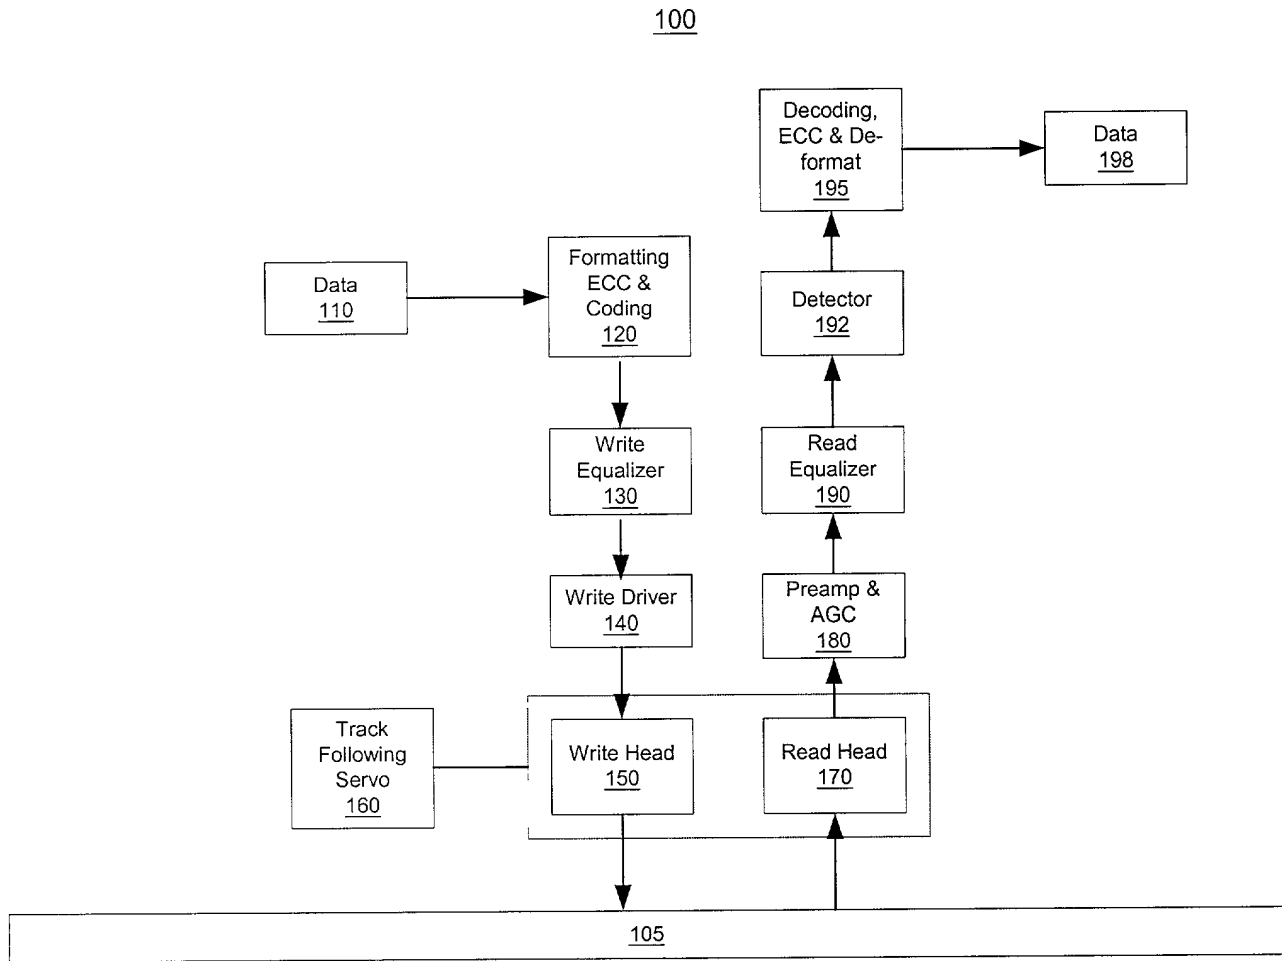 100
Decoding,
ECC & De-
format
195
Data
198
Formatting
ECC &
Coding
120
Data
110
Detector
192
Write
Equalizer
130
Read
Equalizer
190
Write Driver
140
Preamp &
AGC
180
Track
Following
Servo
160
Write Head
150
Read Head
170
105